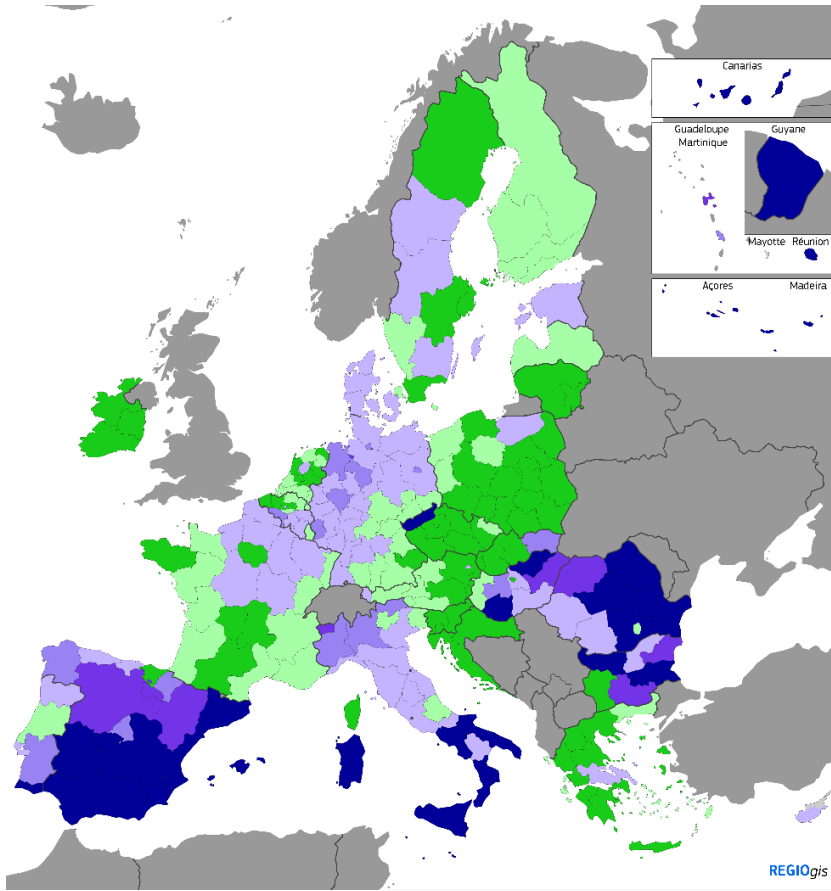 Canarias
Guadeloupe
Martinique
Guyane
Mayotte
Réunion
Açores
Madeira
REGIOgis